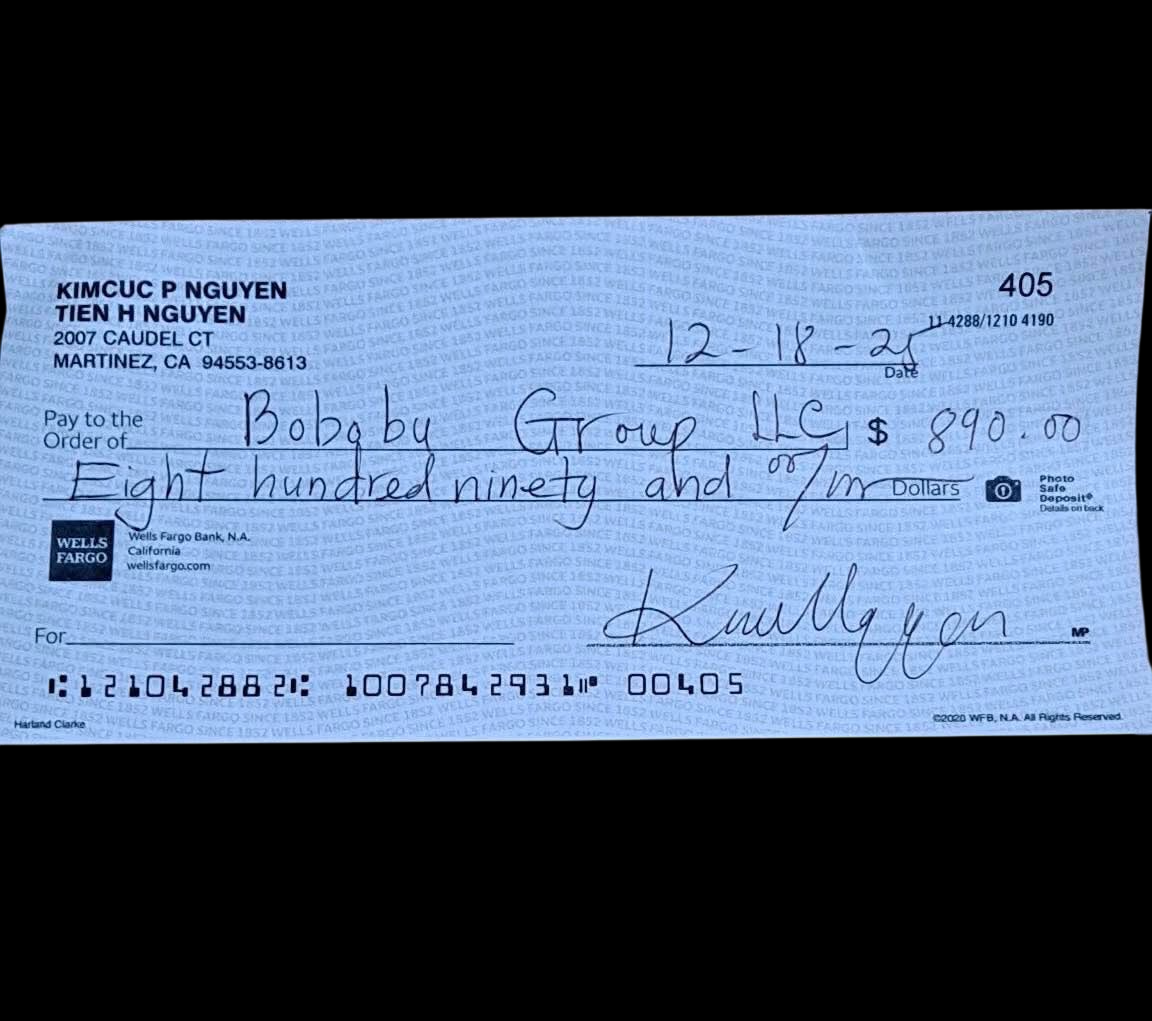 KIMCUC P NGUYEN
TIEN H NGUYEN
2007 CAUDEL CT
MARTINEZ, CA 94553-8613
405
11-4288/1210 4190
12-18-25
Date
Pay to the
Order of Bobaby Group LLC $ 890.00
Eight hundred ninety and 00/100 Dollars
Photo
Safe
Deposit®
Details on back
WELLS
FARGO
Wells Fargo Bank, N.A.
California
wellsfargo.com
For
MP
⑆121042882⑆ 1007842931⑈ 00405
Harland Clarke
©2020 WFB, N.A. All Rights Reserved.